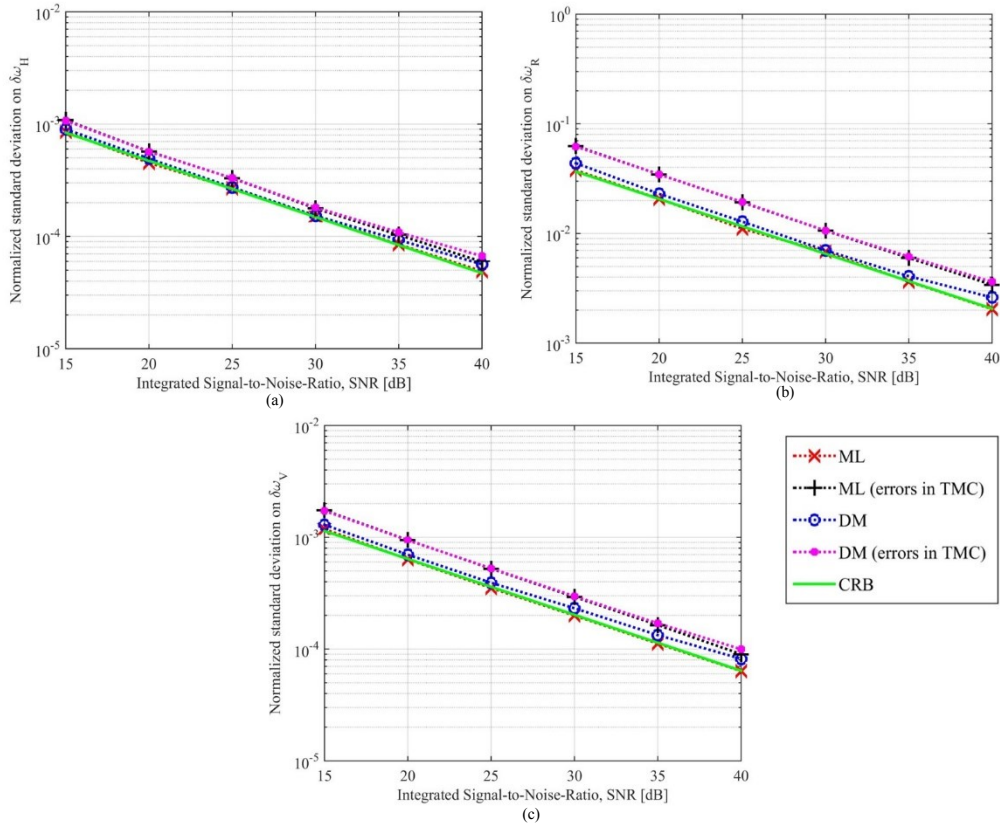 Normalized standard deviation on δω_H
10^-2
10^-3
10^-4
10^-5
15 20 25 30 35 40
Integrated Signal-to-Noise-Ratio, SNR [dB]
(a)
Normalized standard deviation on δω_R
10^0
10^-1
10^-2
10^-3
15 20 25 30 35 40
Integrated Signal-to-Noise-Ratio, SNR [dB]
(b)
Normalized standard deviation on δω_V
10^-2
10^-3
10^-4
10^-5
15 20 25 30 35 40
Integrated Signal-to-Noise-Ratio, SNR [dB]
(c)
ML
ML (errors in TMC)
DM
DM (errors in TMC)
CRB